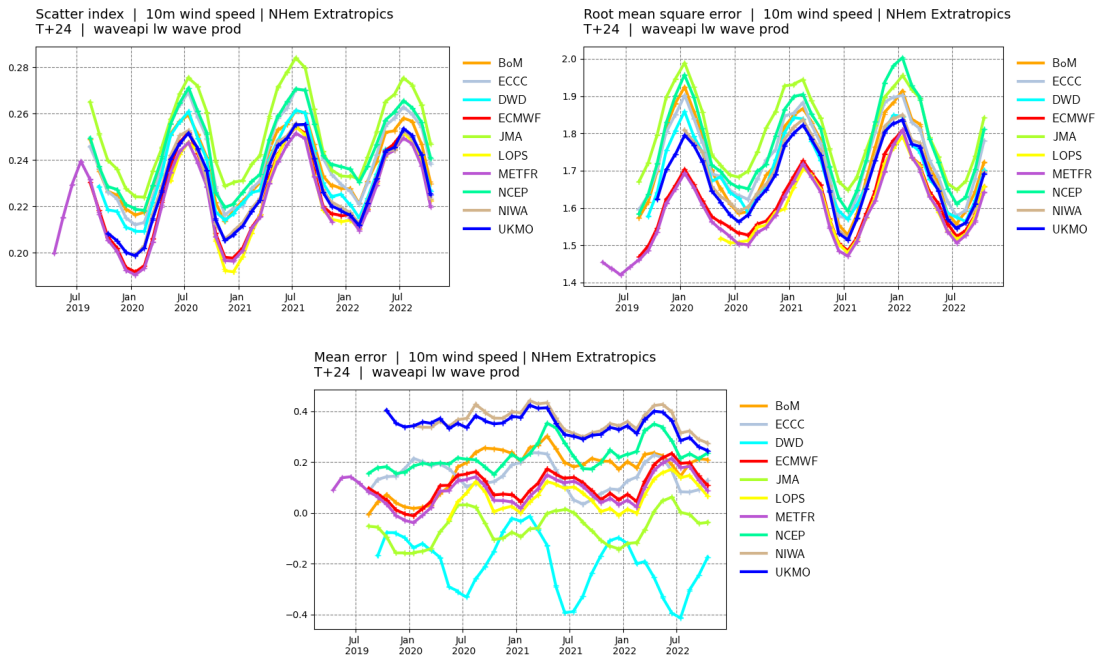 Scatter index | 10m wind speed | NHem Extratropics
T+24 | waveapi lw wave prod
0.28
0.26
0.24
0.22
0.20
Jul 2019
Jan 2020
Jul 2020
Jan 2021
Jul 2021
Jan 2022
Jul 2022
BoM
ECCC
DWD
ECMWF
JMA
LOPS
METFR
NCEP
NIWA
UKMO
Root mean square error | 10m wind speed | NHem Extratropics
T+24 | waveapi lw wave prod
2.0
1.9
1.8
1.7
1.6
1.5
1.4
Jul 2019
Jan 2020
Jul 2020
Jan 2021
Jul 2021
Jan 2022
Jul 2022
BoM
ECCC
DWD
ECMWF
JMA
LOPS
METFR
NCEP
NIWA
UKMO
Mean error | 10m wind speed | NHem Extratropics
T+24 | waveapi lw wave prod
0.4
0.2
0.0
−0.2
−0.4
Jul 2019
Jan 2020
Jul 2020
Jan 2021
Jul 2021
Jan 2022
Jul 2022
BoM
ECCC
DWD
ECMWF
JMA
LOPS
METFR
NCEP
NIWA
UKMO